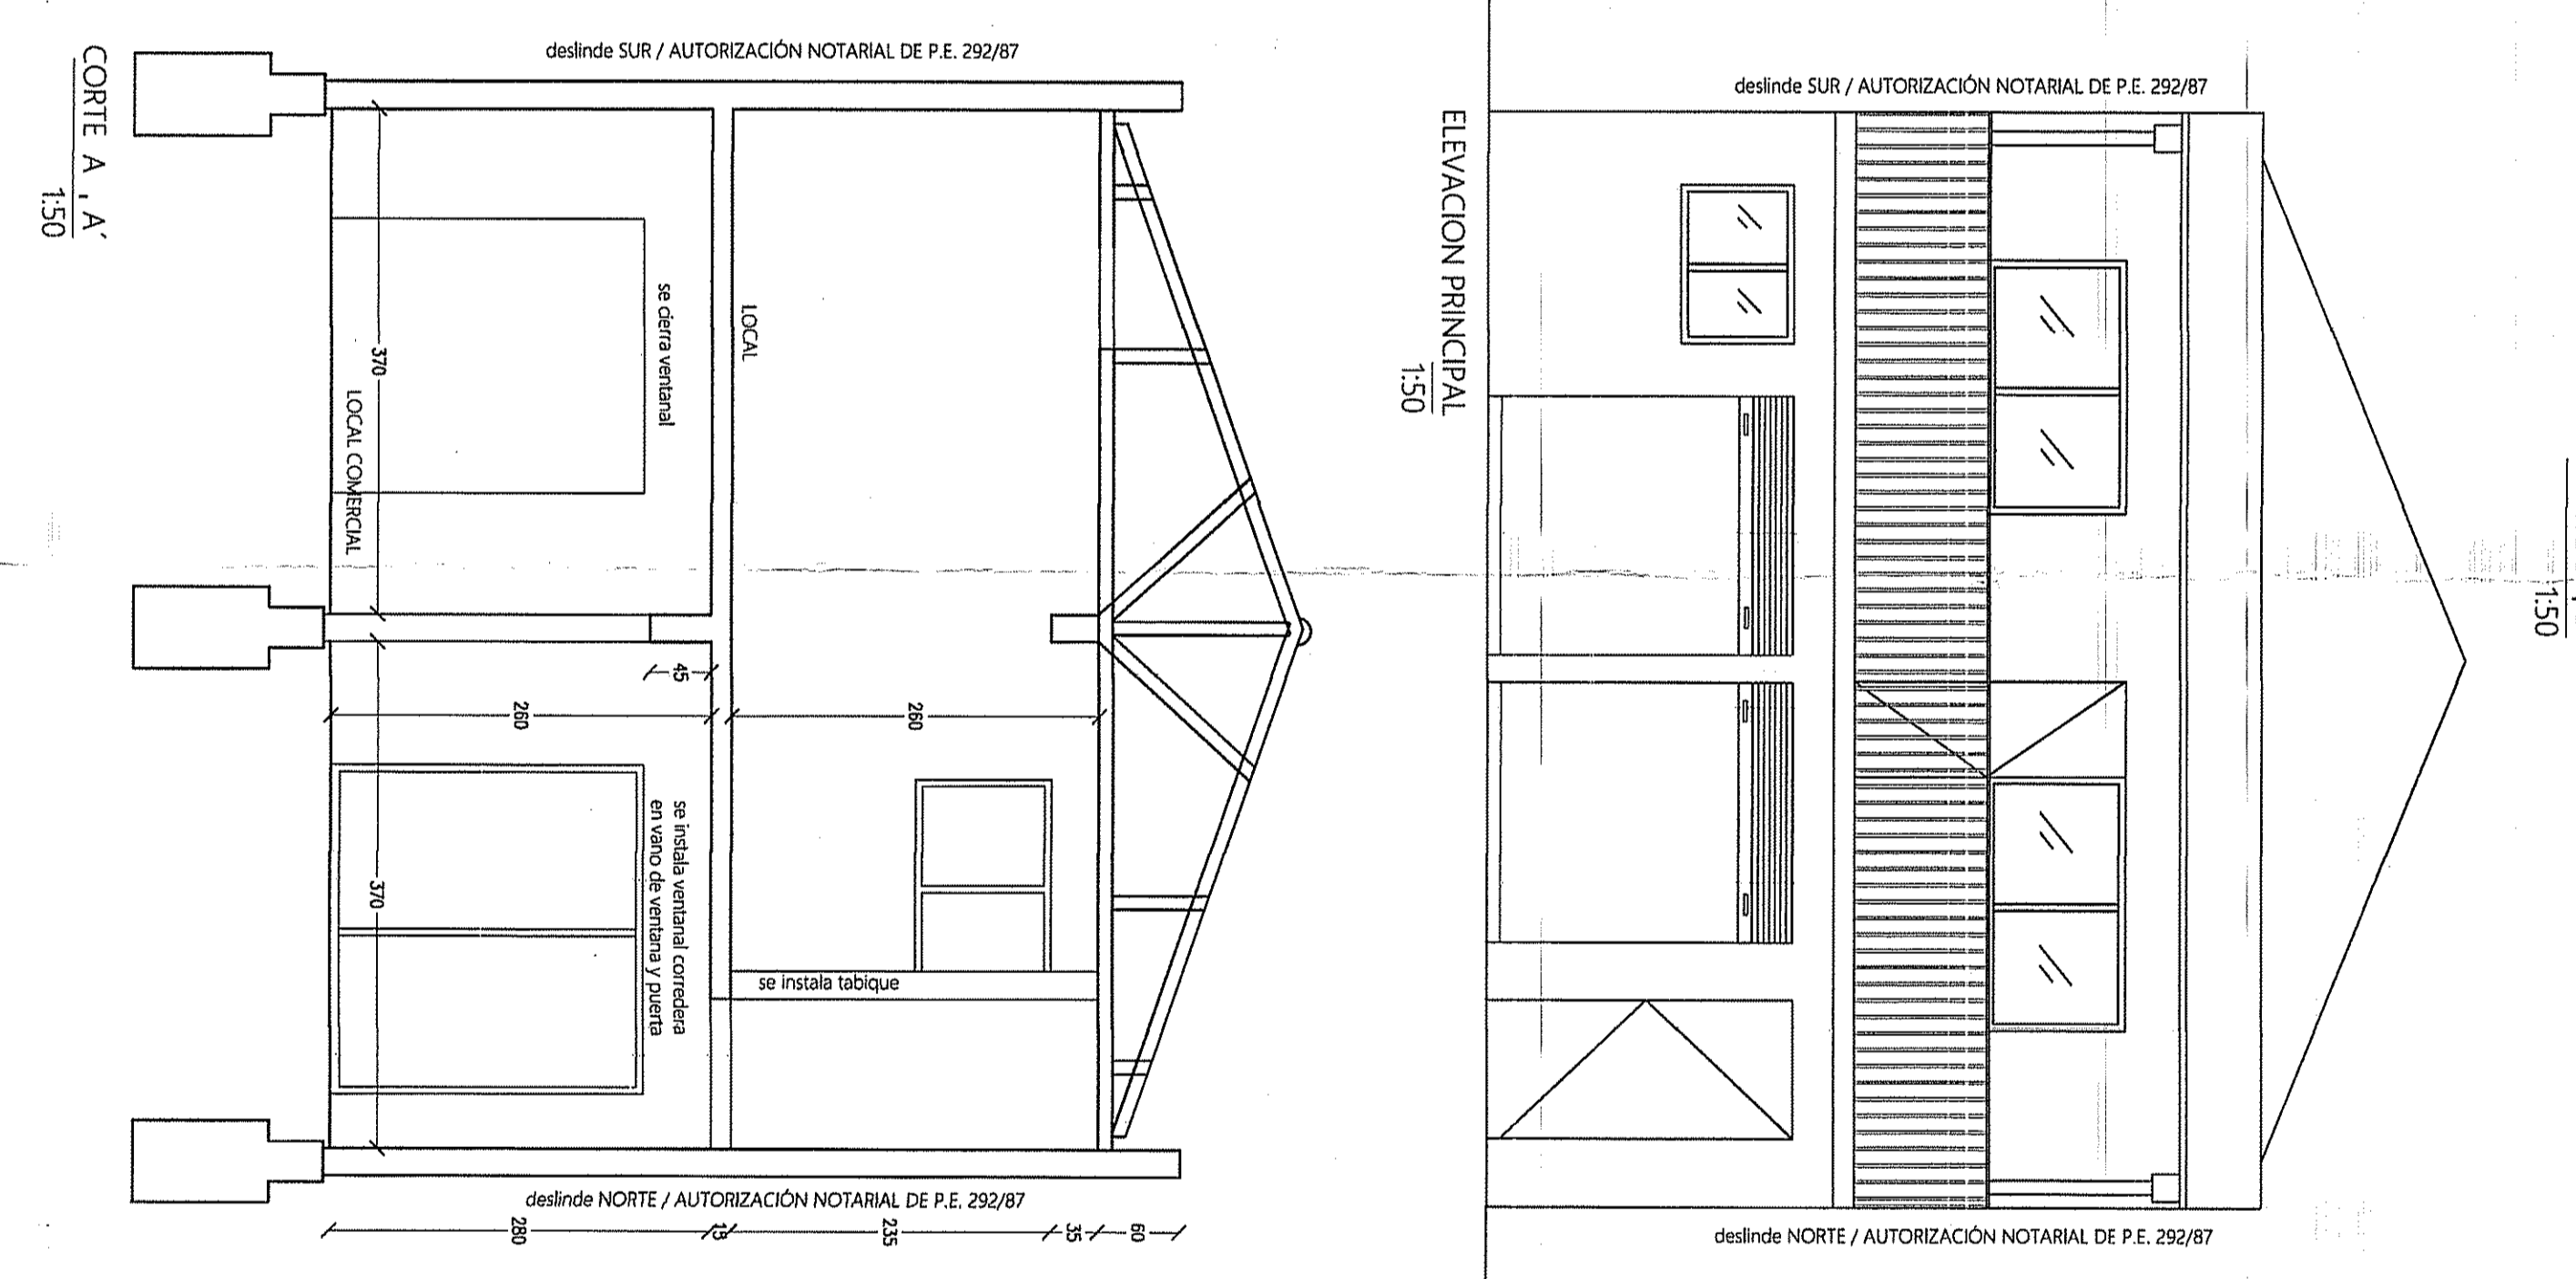 deslinde SUR / AUTORIZACIÓN NOTARIAL DE P.E. 292/87
CORTE A , A´
1:50
370
LOCAL COMERCIAL
se cierra ventanal
LOCAL
45
260
260
370
se instala ventanal corredera
en vano de ventana y puerta
se instala tabique
deslinde NORTE / AUTORIZACIÓN NOTARIAL DE P.E. 292/87
280
235
35
60
deslinde SUR / AUTORIZACIÓN NOTARIAL DE P.E. 292/87
ELEVACION PRINCIPAL
1:50
deslinde NORTE / AUTORIZACIÓN NOTARIAL DE P.E. 292/87
1:50